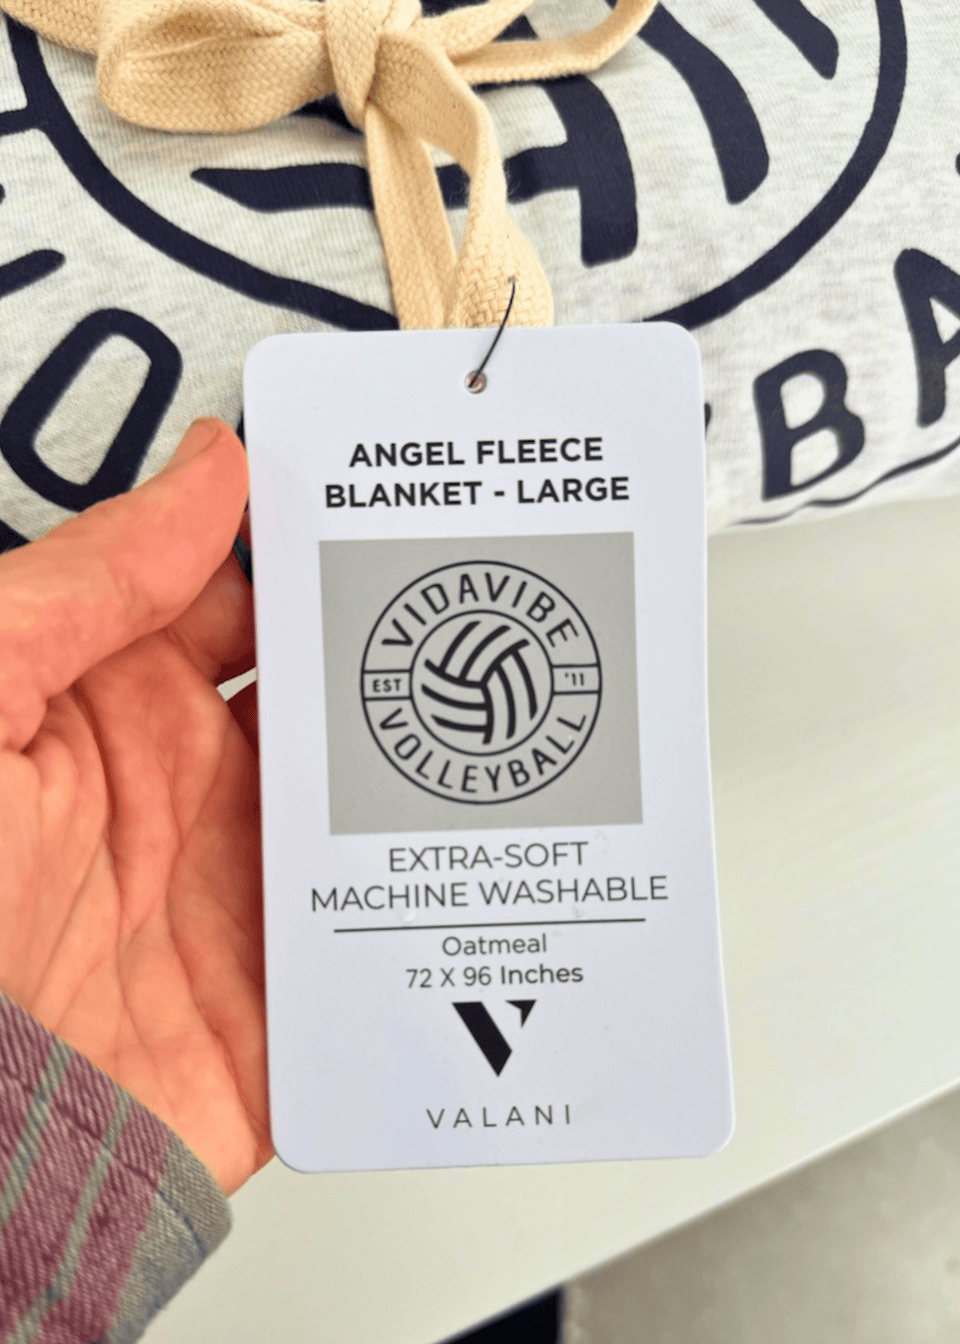 ANGEL FLEECE
BLANKET - LARGE
VIDAVIBE
EST '11
VOLLEYBALL
EXTRA-SOFT
MACHINE WASHABLE
Oatmeal
72 X 96 Inches
VALANI